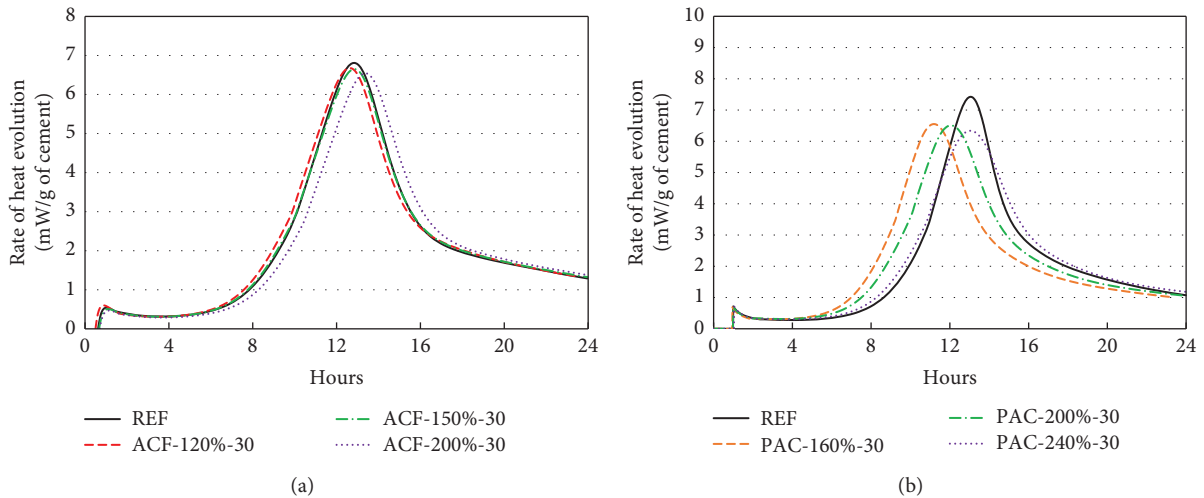 Rate of heat evolution
(mW/g of cement)
8
7
6
5
4
3
2
1
0
0 4 8 12 16 20 24
Hours
REF
ACF-120%-30
ACF-150%-30
ACF-200%-30
(a)
Rate of heat evolution
(mW/g of cement)
10
9
8
7
6
5
4
3
2
1
0
0 4 8 12 16 20 24
Hours
REF
PAC-160%-30
PAC-200%-30
PAC-240%-30
(b)